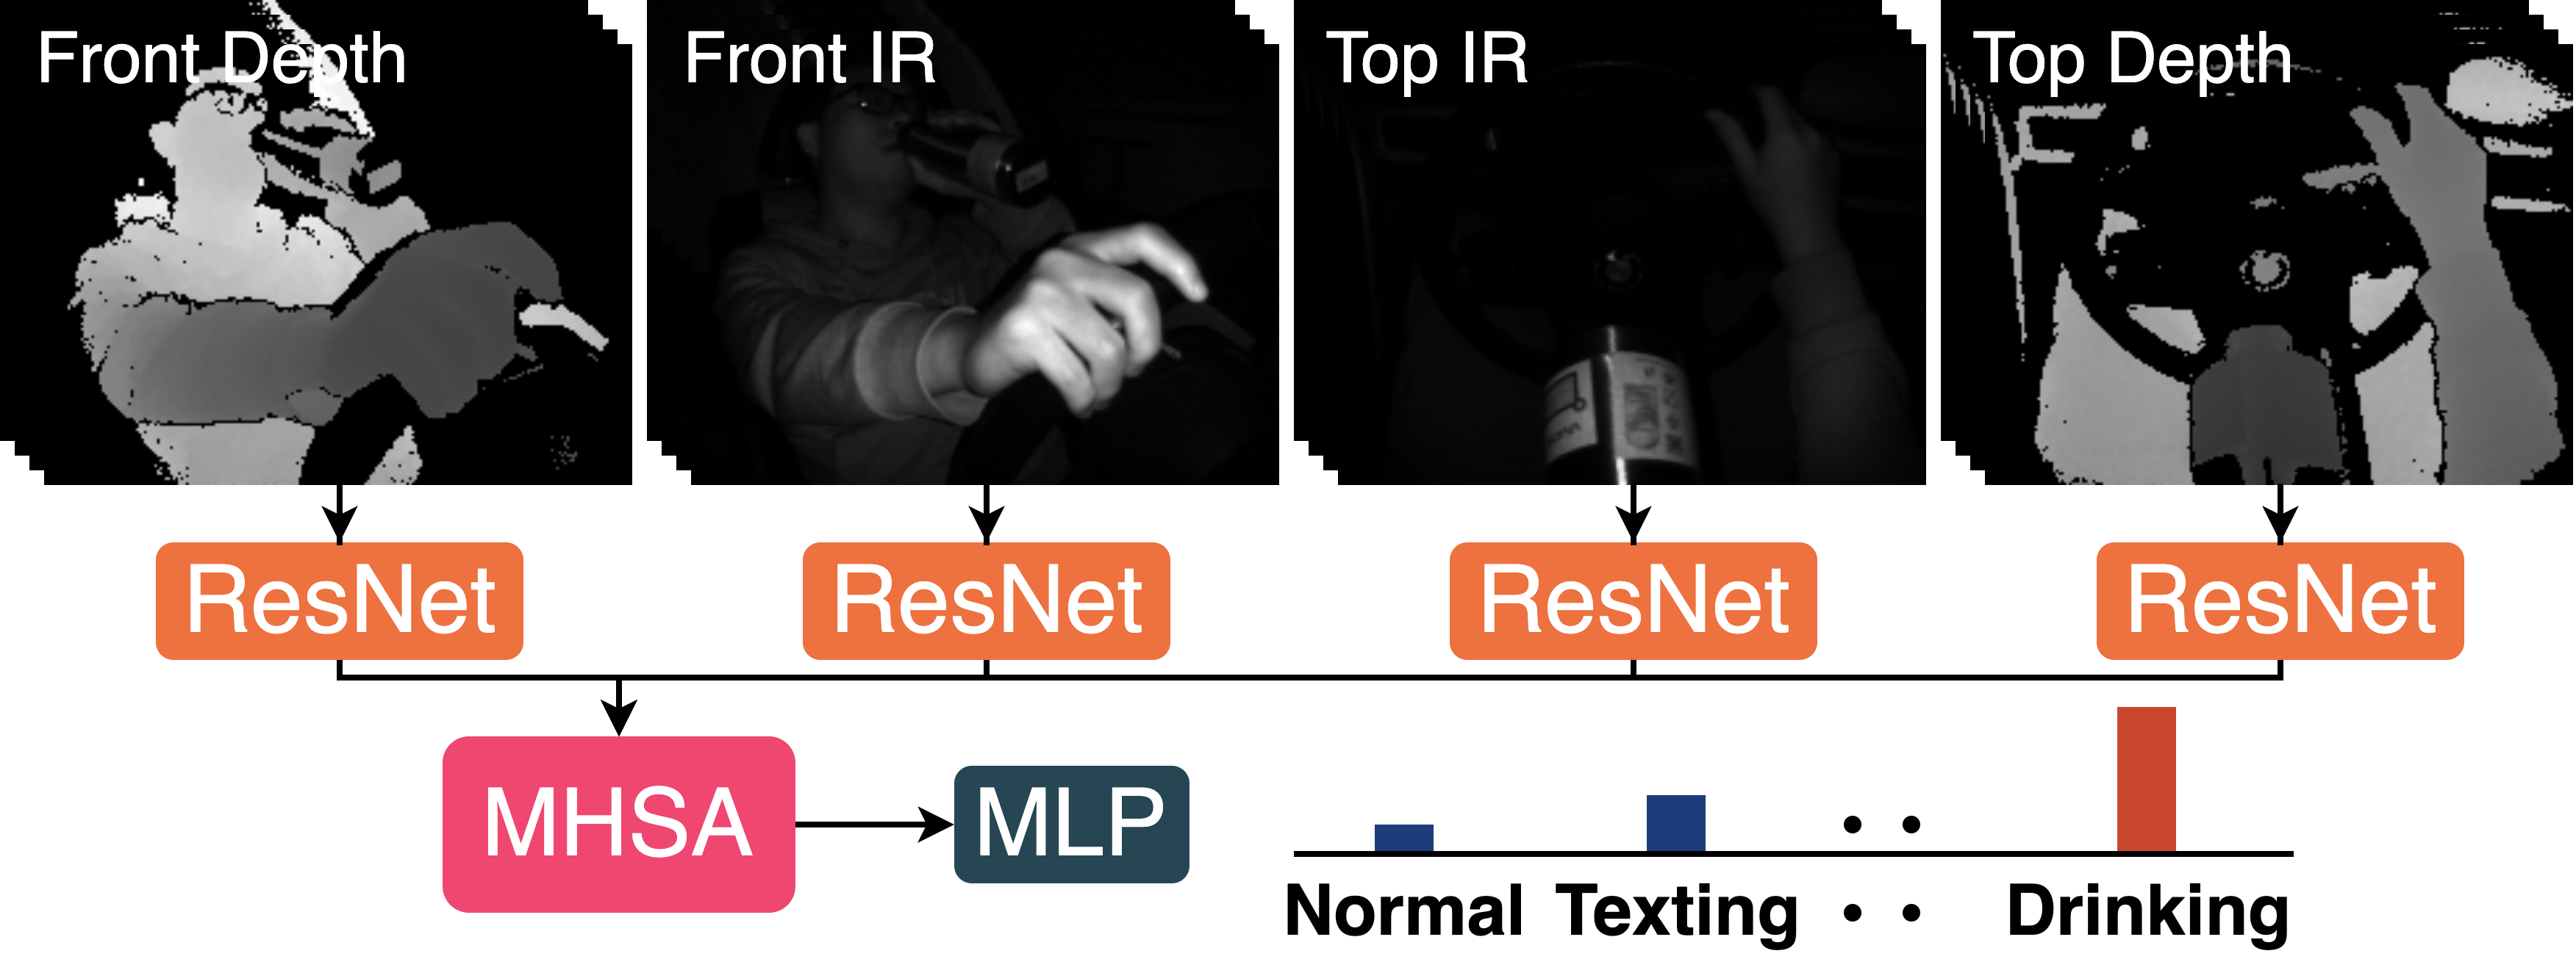 Front Depth
Front IR
Top IR
Top Depth
ResNet
ResNet
ResNet
ResNet
MHSA
MLP
Normal
Texting
Drinking